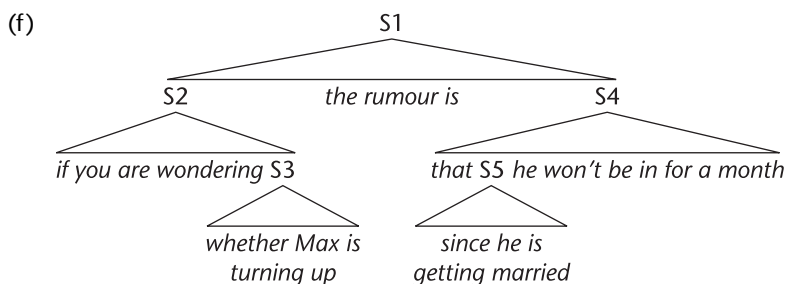 (f)
S1
S2 the rumour is S4
if you are wondering S3 that S5 he won't be in for a month
whether Max is since he is
turning up getting married